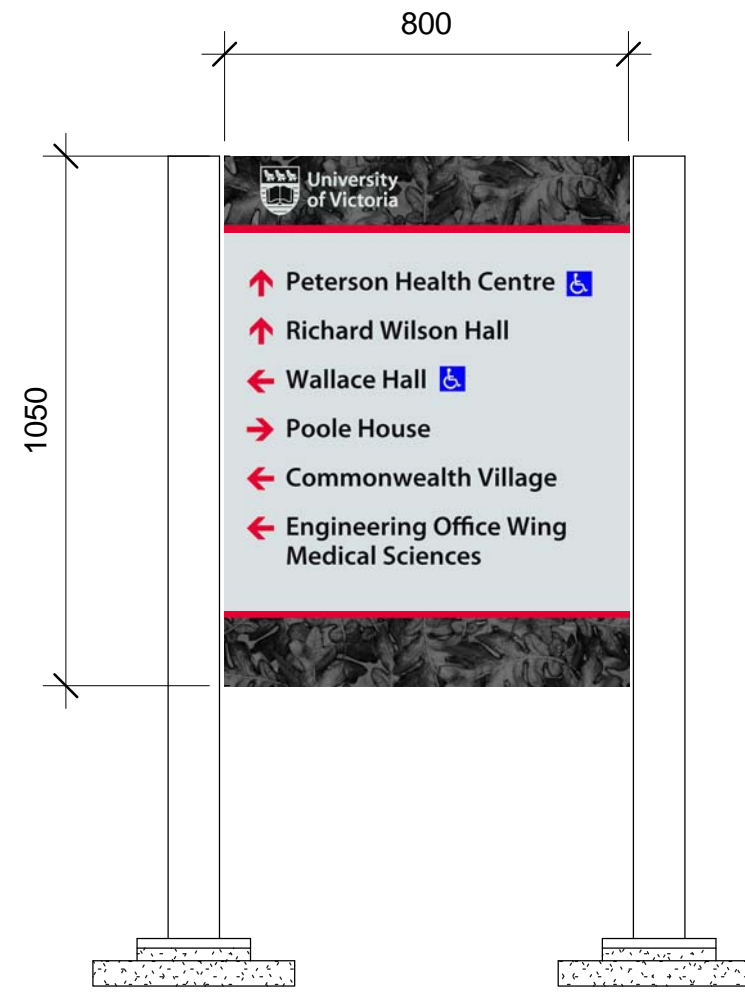 800
University
of Victoria
Peterson Health Centre
Richard Wilson Hall
Wallace Hall
1050
Poole House
Commonwealth Village
Engineering Office Wing
Medical Sciences